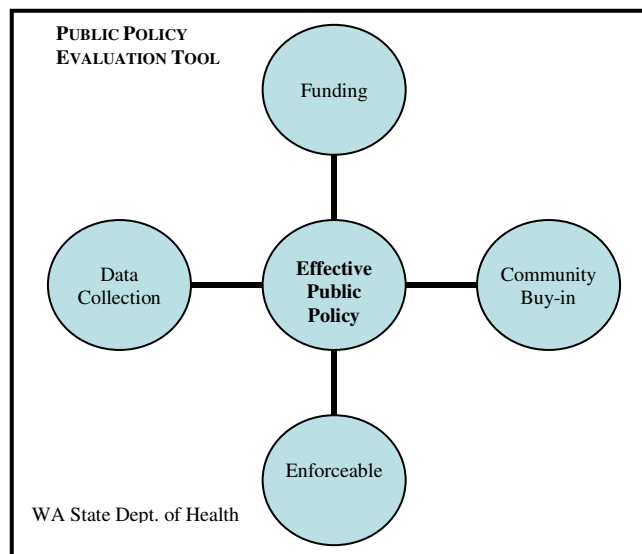 PUBLIC POLICY
EVALUATION TOOL
Funding
Data
Collection
Effective
Public
Policy
Community
Buy-in
Enforceable
WA State Dept. of Health